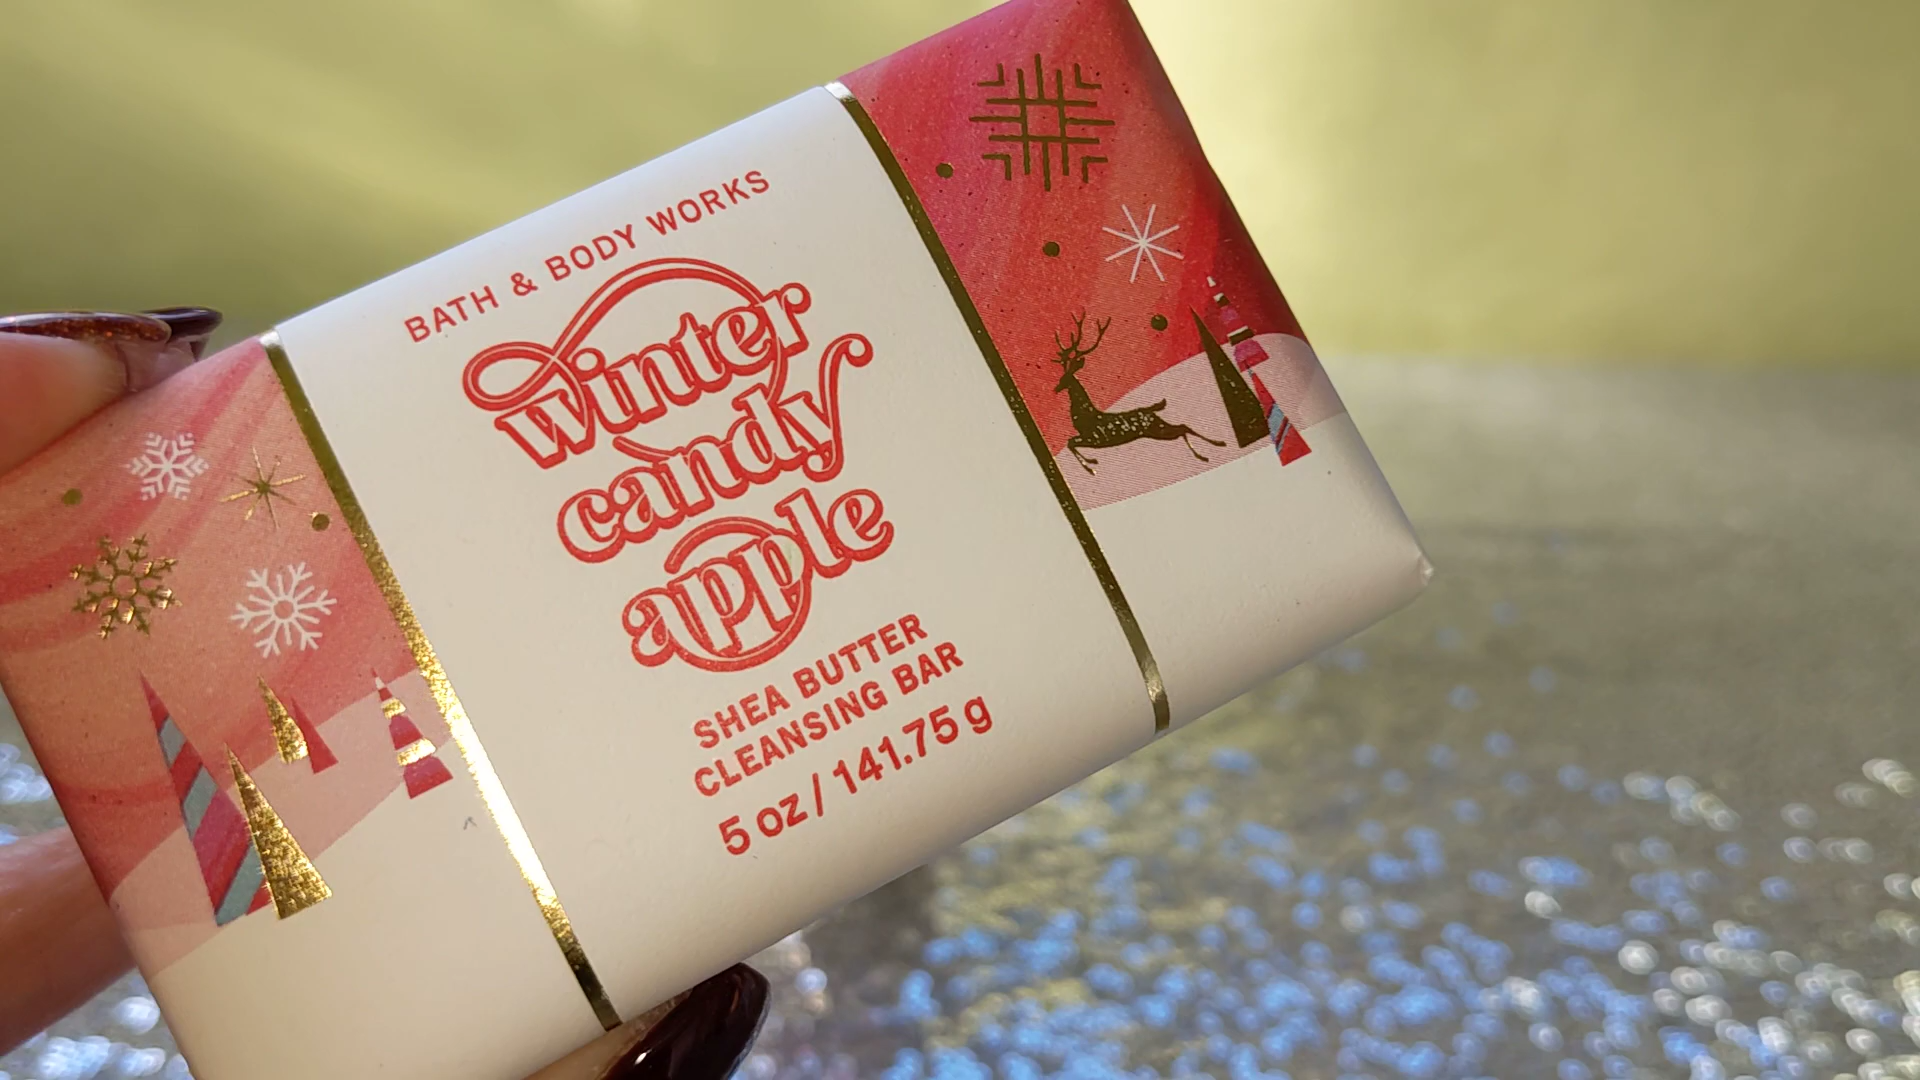 BATH & BODY WORKS
winter
candy
apple
SHEA BUTTER
CLEANSING BAR
5 oz / 141.75 g